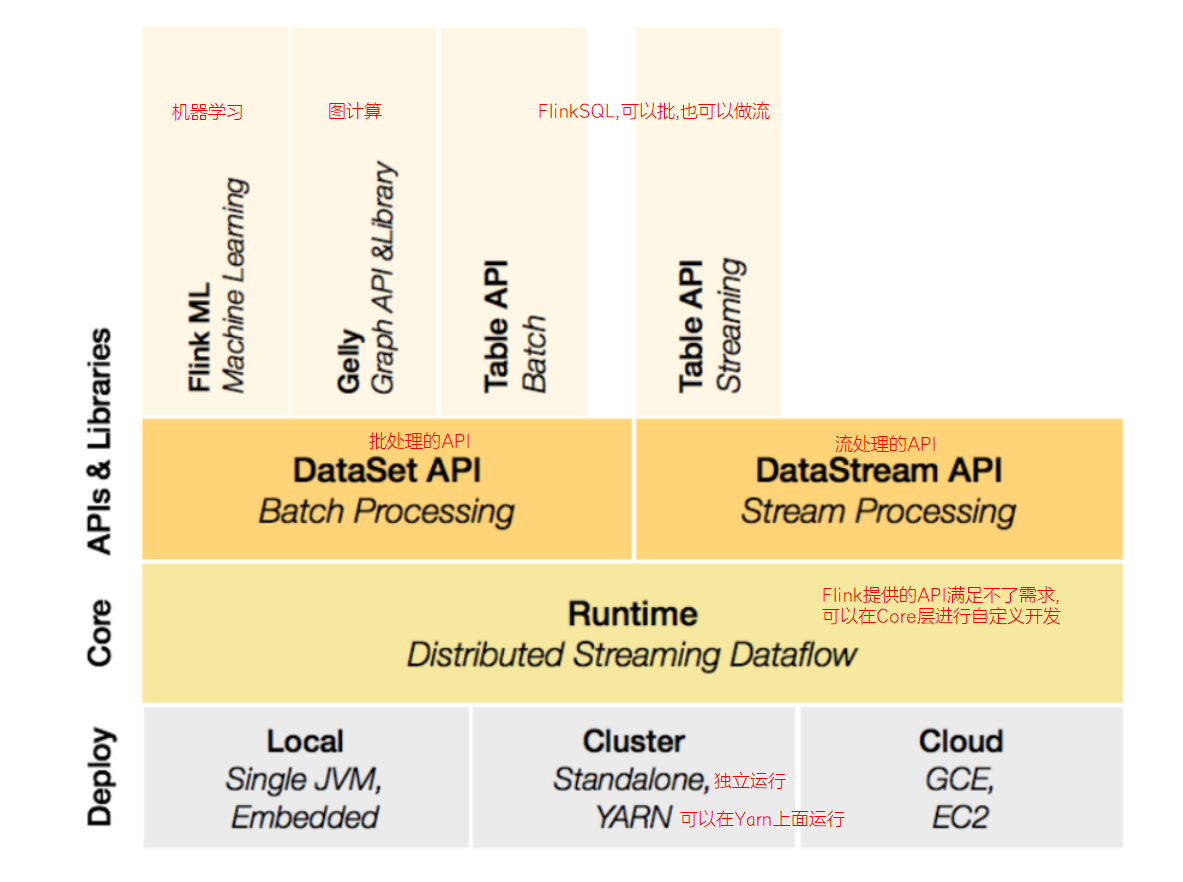 机器学习
图计算
FlinkSQL,可以批,也可以做流
Flink ML
Machine Learning
Gelly
Graph API &Library
Table API
Batch
Table API
Streaming
APIs & Libraries
批处理的API
DataSet API
Batch Processing
流处理的API
DataStream API
Stream Processing
Core
Runtime
Distributed Streaming Dataflow
Flink提供的API满足不了需求,
可以在Core层进行自定义开发
Deploy
Local
Single JVM,
Embedded
Cluster
Standalone,独立运行
YARN 可以在Yarn上面运行
Cloud
GCE,
EC2